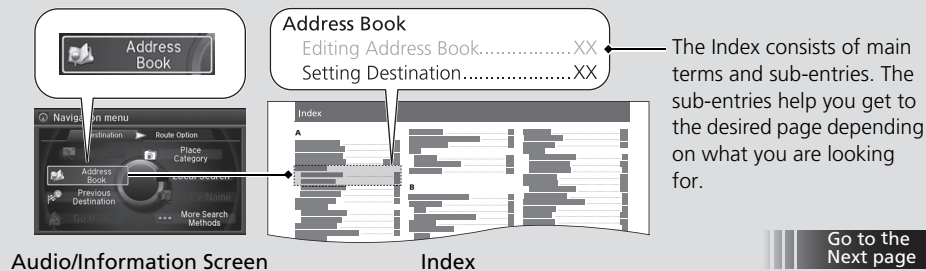 Address
Book
Address Book
Editing Address Book.................XX
Setting Destination......................XX
The Index consists of main
terms and sub-entries. The
sub-entries help you get to
the desired page depending
on what you are looking
for.
Navigation menu
Destination
Route Option
Place
Category
Address
Book
Local Search
Previous
Destination
Go Home
More Search
Methods
Index
A
B
Audio/Information Screen
Index
Go to the
Next page